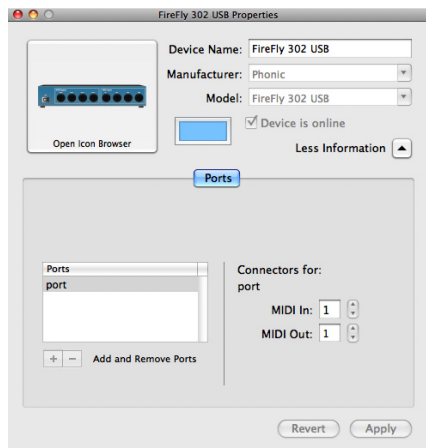 FireFly 302 USB Properties
Device Name: FireFly 302 USB
Manufacturer: Phonic
Model: FireFly 302 USB
Device is online
Open Icon Browser
Less Information
Ports
Ports
port
Connectors for:
port
MIDI In: 1
MIDI Out: 1
+ - Add and Remove Ports
Revert Apply